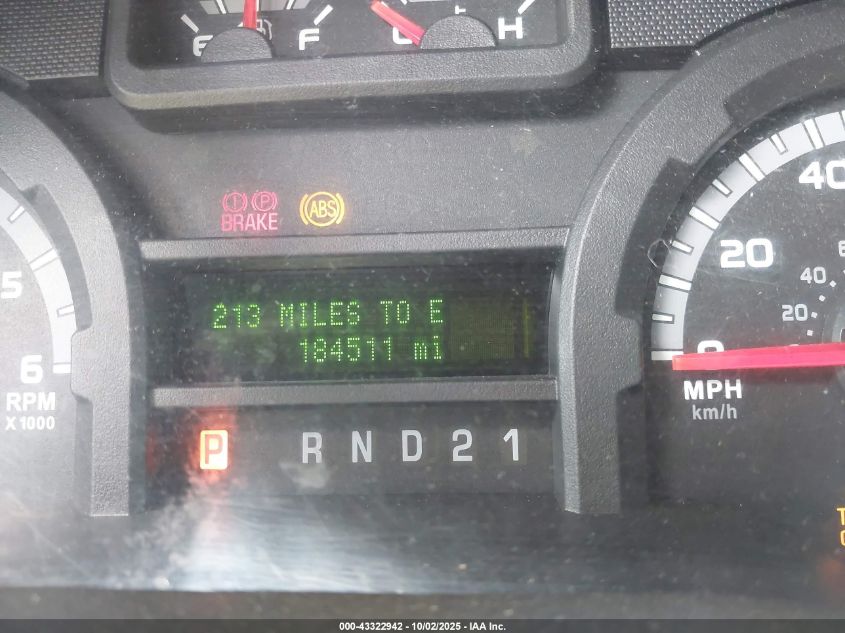 E F
C H
BRAKE ABS
213 MILES TO E
184511 mi
P R N D 2 1
5
6
RPM
X 1000
40
20
0
40
20
MPH
km/h
000-43322942 - 10/02/2025 - IAA Inc.